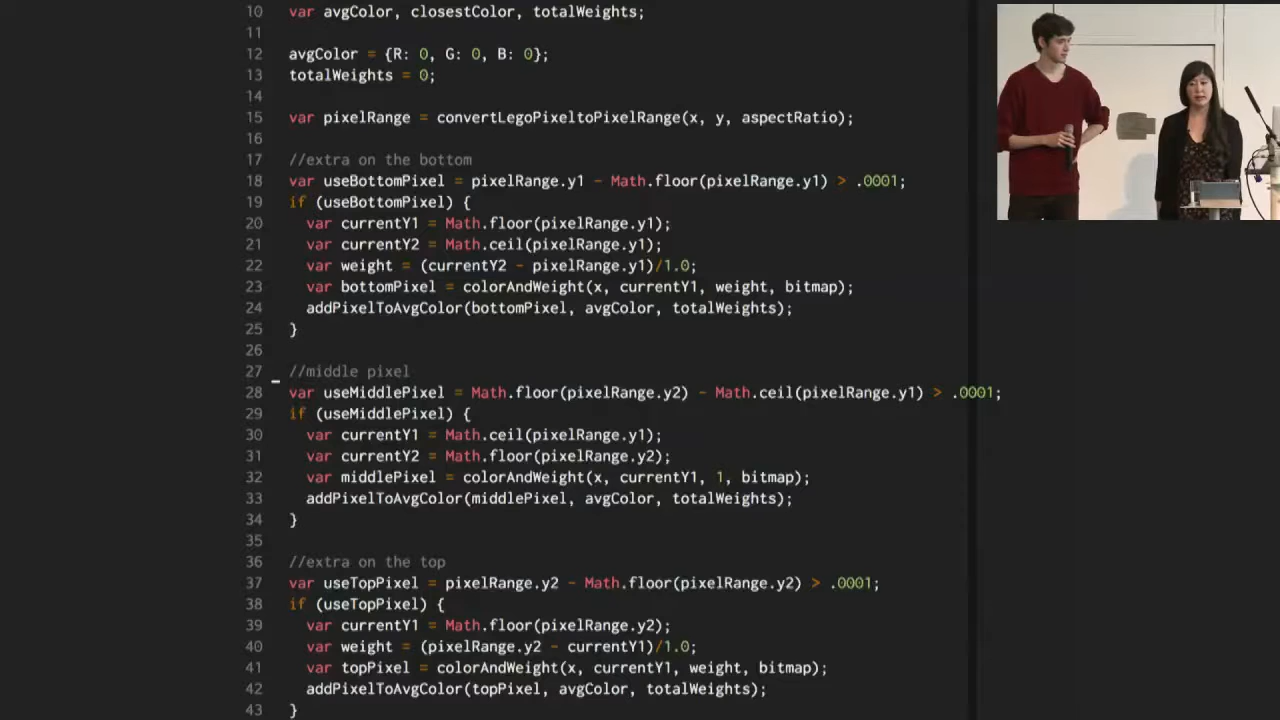 10 var avgColor, closestColor, totalWeights;
11
12 avgColor = {R: 0, G: 0, B: 0};
13 totalWeights = 0;
14
15 var pixelRange = convertLegoPixeltoPixelRange(x, y, aspectRatio);
16
17 //extra on the bottom
18 var useBottomPixel = pixelRange.y1 - Math.floor(pixelRange.y1) > .0001;
19 if (useBottomPixel) {
20 var currentY1 = Math.floor(pixelRange.y1);
21 var currentY2 = Math.ceil(pixelRange.y1);
22 var weight = (currentY2 - pixelRange.y1)/1.0;
23 var bottomPixel = colorAndWeight(x, currentY1, weight, bitmap);
24 addPixelToAvgColor(bottomPixel, avgColor, totalWeights);
25 }
26
27 //middle pixel
28 var useMiddlePixel = Math.floor(pixelRange.y2) - Math.ceil(pixelRange.y1) > .0001;
29 if (useMiddlePixel) {
30 var currentY1 = Math.ceil(pixelRange.y1);
31 var currentY2 = Math.floor(pixelRange.y2);
32 var middlePixel = colorAndWeight(x, currentY1, 1, bitmap);
33 addPixelToAvgColor(middlePixel, avgColor, totalWeights);
34 }
35
36 //extra on the top
37 var useTopPixel = pixelRange.y2 - Math.floor(pixelRange.y2) > .0001;
38 if (useTopPixel) {
39 var currentY1 = Math.floor(pixelRange.y2);
40 var weight = (pixelRange.y2 - currentY1)/1.0;
41 var topPixel = colorAndWeight(x, currentY1, weight, bitmap);
42 addPixelToAvgColor(topPixel, avgColor, totalWeights);
43 }